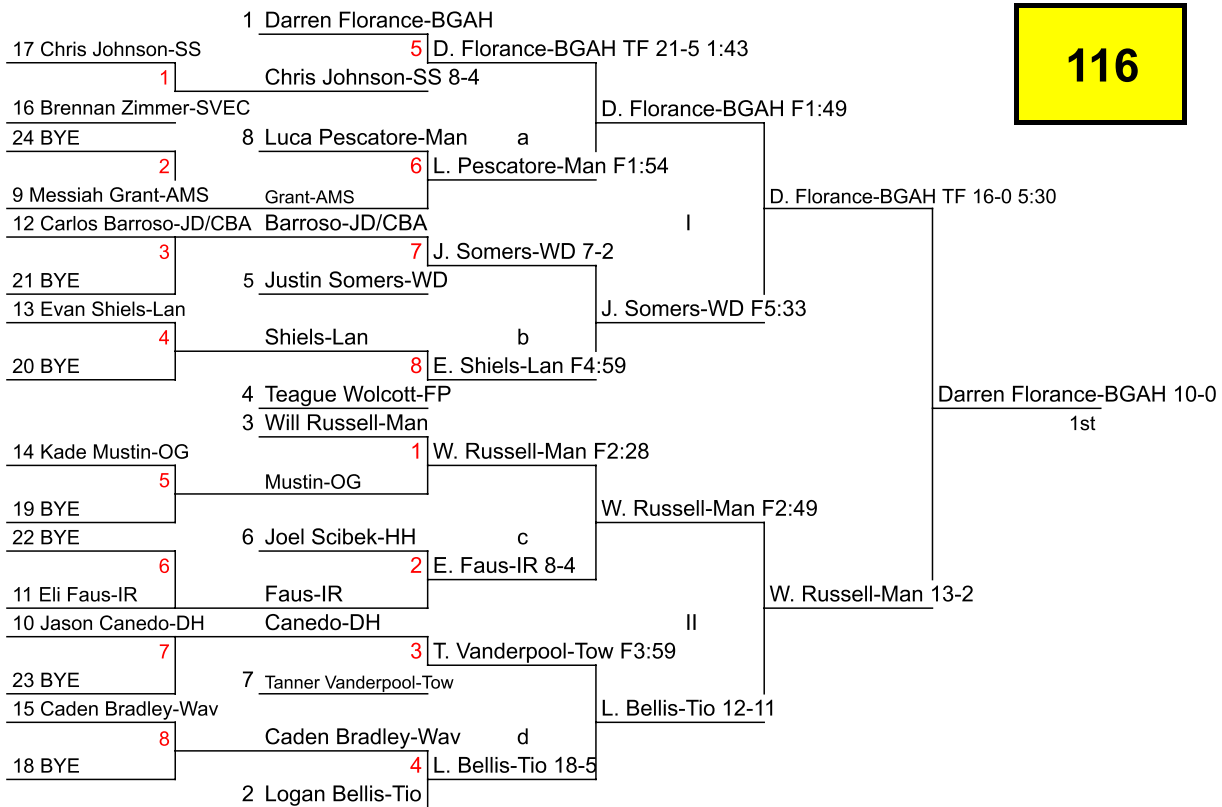 1 Darren Florance-BGAH
17 Chris Johnson-SS
5 D. Florance-BGAH TF 21-5 1:43
116
1 Chris Johnson-SS 8-4
16 Brennan Zimmer-SVEC
D. Florance-BGAH F1:49
24 BYE
8 Luca Pescatore-Man
a
2
6 L. Pescatore-Man F1:54
9 Messiah Grant-AMS
Grant-AMS
D. Florance-BGAH TF 16-0 5:30
12 Carlos Barroso-JD/CBA
Barroso-JD/CBA
I
3
7 J. Somers-WD 7-2
21 BYE
5 Justin Somers-WD
13 Evan Shiels-Lan
J. Somers-WD F5:33
4
Shiels-Lan
b
20 BYE
8 E. Shiels-Lan F4:59
4 Teague Wolcott-FP
Darren Florance-BGAH 10-0
3 Will Russell-Man
1st
14 Kade Mustin-OG
1 W. Russell-Man F2:28
5
Mustin-OG
19 BYE
W. Russell-Man F2:49
22 BYE
6 Joel Scibek-HH
c
6
2 E. Faus-IR 8-4
11 Eli Faus-IR
Faus-IR
W. Russell-Man 13-2
10 Jason Canedo-DH
Canedo-DH
II
7
3 T. Vanderpool-Tow F3:59
23 BYE
7 Tanner Vanderpool-Tow
15 Caden Bradley-Wav
L. Bellis-Tio 12-11
8
Caden Bradley-Wav
d
18 BYE
4 L. Bellis-Tio 18-5
2 Logan Bellis-Tio